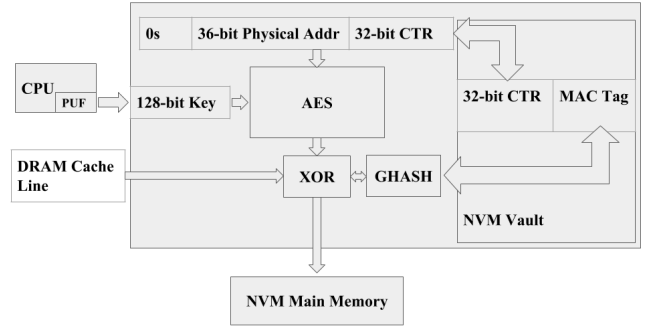 0s 36-bit Physical Addr 32-bit CTR
CPU
PUF
128-bit Key
AES
32-bit CTR MAC Tag
DRAM Cache
Line
XOR
GHASH
NVM Vault
NVM Main Memory